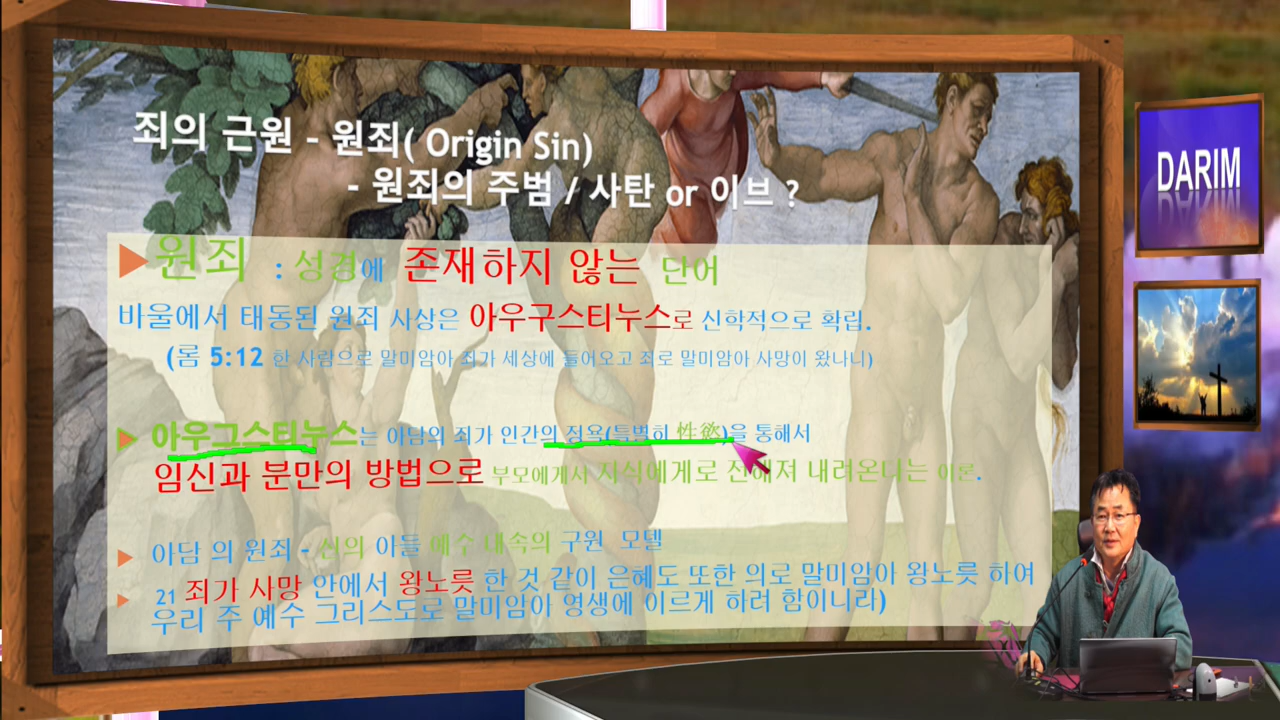 죄의 근원 - 원죄( Origin Sin)
- 원죄의 주범 / 사탄 or 이브 ?
원죄 : 성경에 존재하지 않는 단어
바울에서 태동된 원죄 사상은 아우구스티누스로 신학적으로 확립.
(롬 5:12 한 사람으로 말미암아 죄가 세상에 들어오고 죄로 말미암아 사망이 왔나니)
아우구스티누스는 아담의 죄가 인간의 정욕(특별히 性慾)을 통해서
임신과 분만의 방법으로 부모에게서 자식에게로 전해져 내려온다는 이론.
아담 의 원죄 - 신의 아들 예수 대속의 구원 모델
21 죄가 사망 안에서 왕노릇 한 것 같이 은혜도 또한 의로 말미암아 왕노릇 하여
우리 주 예수 그리스도로 말미암아 영생에 이르게 하려 함이니라)
DARIM